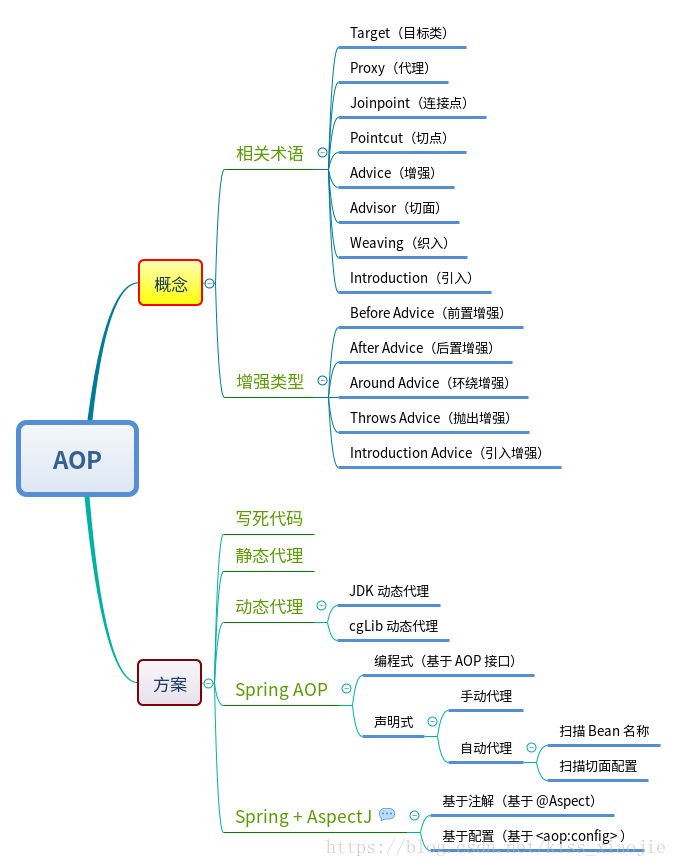 AOP
概念
相关术语
Target（目标类）
Proxy（代理）
Joinpoint（连接点）
Pointcut（切点）
Advice（增强）
Advisor（切面）
Weaving（织入）
Introduction（引入）
增强类型
Before Advice（前置增强）
After Advice（后置增强）
Around Advice（环绕增强）
Throws Advice（抛出增强）
Introduction Advice（引入增强）
方案
写死代码
静态代理
动态代理
JDK 动态代理
cgLib 动态代理
Spring AOP
编程式（基于 AOP 接口）
声明式
手动代理
自动代理
扫描 Bean 名称
扫描切面配置
Spring + AspectJ
基于注解（基于 @Aspect）
基于配置（基于 <aop:config> ）
https://blog.csdn.net/kiss_xiaojie